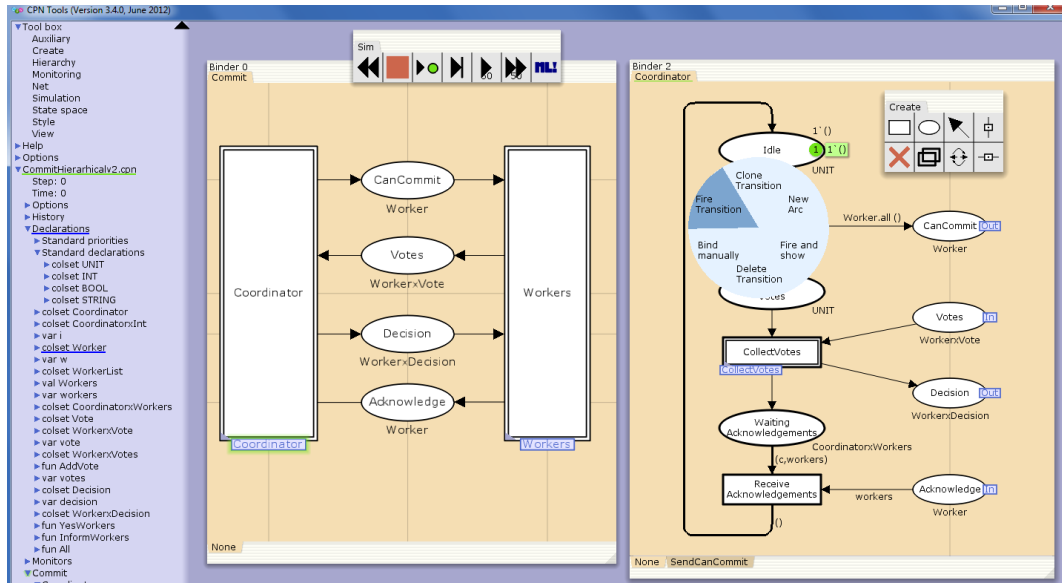 CPN Tools (Version 3.4.0, June 2012)
Tool box
Auxiliary
Create
Hierarchy
Monitoring
Net
Simulation
State space
Style
View
Help
Options
CommitHierarhicalv2.cpn
Step: 0
Time: 0
Options
History
Declarations
Standard priorities
Standard declarations
colset UNIT
colset INT
colset BOOL
colset STRING
colset Coordinator
colset CoordinatorxInt
var i
colset Worker
var w
colset WorkerList
val Workers
var workers
colset CoordinatorxWorkers
colset Vote
colset WorkerxVote
var vote
colset WorkerxVotes
fun AddVote
var votes
colset Decision
var decision
colset WorkerxDecision
fun YesWorkers
fun InformWorkers
fun All
Monitors
Commit
Binder 0
Commit
Coordinator
Coordinator
CanCommit
Worker
Votes
WorkerxVote
Decision
WorkerxDecision
Acknowledge
Worker
Workers
Workers
None
Sim
50
50
ML!
Binder 2
Coordinator
1`()
Idle
1
1`()
UNIT
Clone
Transition
New
Arc
Fire and
show
Delete
Transition
Bind
manually
Fire
Transition
Worker.all ()
CanCommit
Out
Worker
Votes
UNIT
Votes
In
WorkerxVote
CollectVotes
CollectVotes
Decision
Out
WorkerxDecision
Waiting
Acknowledgements
CoordinatorxWorkers
(c,workers)
Receive
Acknowledgements
workers
Acknowledge
In
Worker
()
None
SendCanCommit
Create